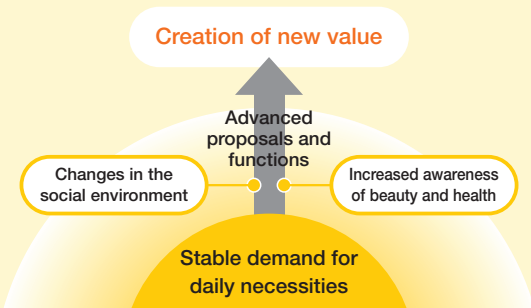 Creation of new value
Advanced
proposals and
functions
Changes in the
social environment
Increased awareness
of beauty and health
Stable demand for
daily necessities